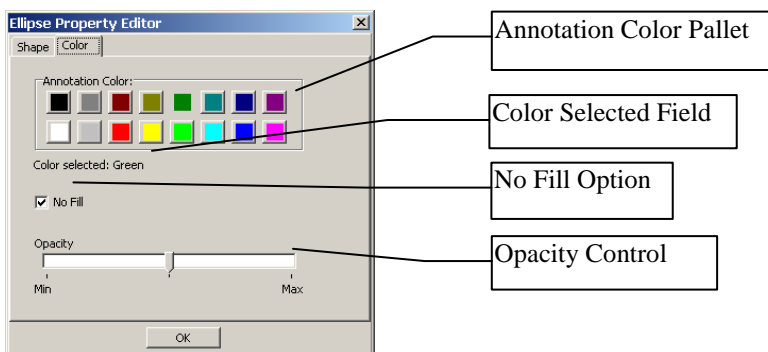 Ellipse Property Editor
Shape Color
Annotation Color:
Color selected: Green
No Fill
Opacity
Min Max
OK
Annotation Color Pallet
Color Selected Field
No Fill Option
Opacity Control